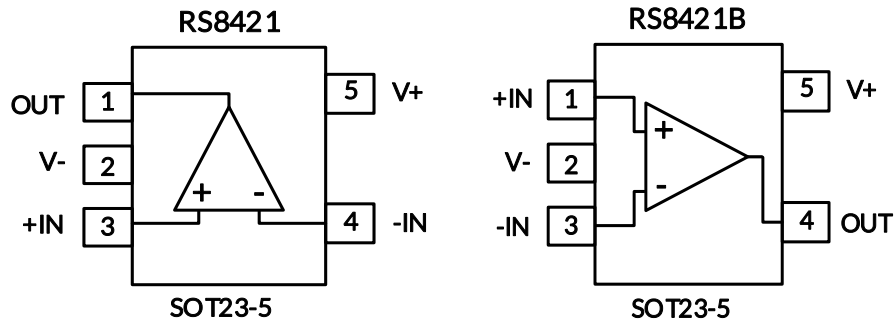 RS8421
OUT 1
5 V+
V- 2
+ -
+IN 3
4 -IN
SOT23-5
RS8421B
+IN 1
5 V+
+
V- 2
-
-IN 3
4 OUT
SOT23-5